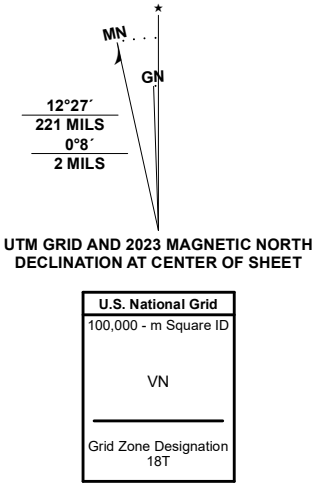 ★
MN
GN
12°27´
221 MILS
0°8´
2 MILS
UTM GRID AND 2023 MAGNETIC NORTH
DECLINATION AT CENTER OF SHEET
U.S. National Grid
100,000 - m Square ID
VN
Grid Zone Designation
18T